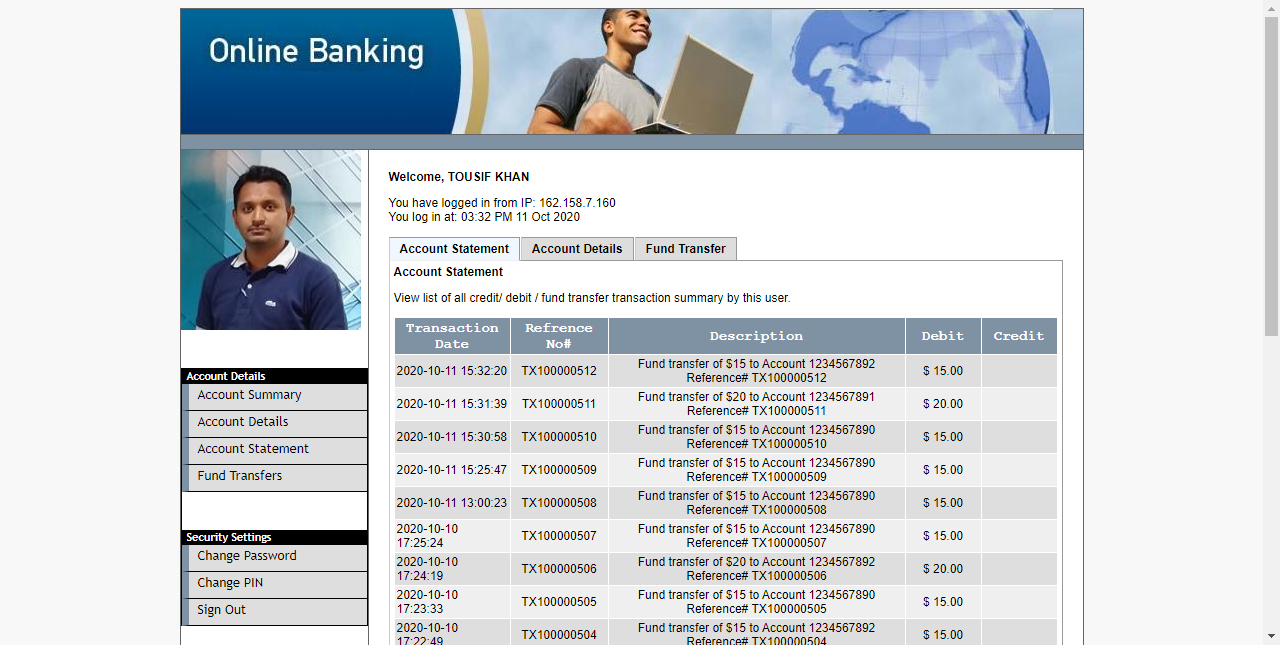 Online Banking
Account Details
Account Summary
Account Details
Account Statement
Fund Transfers
Security Settings
Change Password
Change PIN
Sign Out
Welcome, TOUSIF KHAN
You have logged in from IP: 162.158.7.160
You log in at: 03:32 PM 11 Oct 2020
Account Statement Account Details Fund Transfer
Account Statement
View list of all credit/ debit / fund transfer transaction summary by this user.
Transaction Date Refrence No# Description Debit Credit
2020-10-11 15:32:20 TX100000512 Fund transfer of $15 to Account 1234567892 Reference# TX100000512 $ 15.00
2020-10-11 15:31:39 TX100000511 Fund transfer of $20 to Account 1234567891 Reference# TX100000511 $ 20.00
2020-10-11 15:30:58 TX100000510 Fund transfer of $15 to Account 1234567890 Reference# TX100000510 $ 15.00
2020-10-11 15:25:47 TX100000509 Fund transfer of $15 to Account 1234567890 Reference# TX100000509 $ 15.00
2020-10-11 13:00:23 TX100000508 Fund transfer of $15 to Account 1234567890 Reference# TX100000508 $ 15.00
2020-10-10 17:25:24 TX100000507 Fund transfer of $15 to Account 1234567890 Reference# TX100000507 $ 15.00
2020-10-10 17:24:19 TX100000506 Fund transfer of $20 to Account 1234567892 Reference# TX100000506 $ 20.00
2020-10-10 17:23:33 TX100000505 Fund transfer of $15 to Account 1234567890 Reference# TX100000505 $ 15.00
2020-10-10 17:22:49 TX100000504 Fund transfer of $15 to Account 1234567892 Reference# TX100000504 $ 15.00